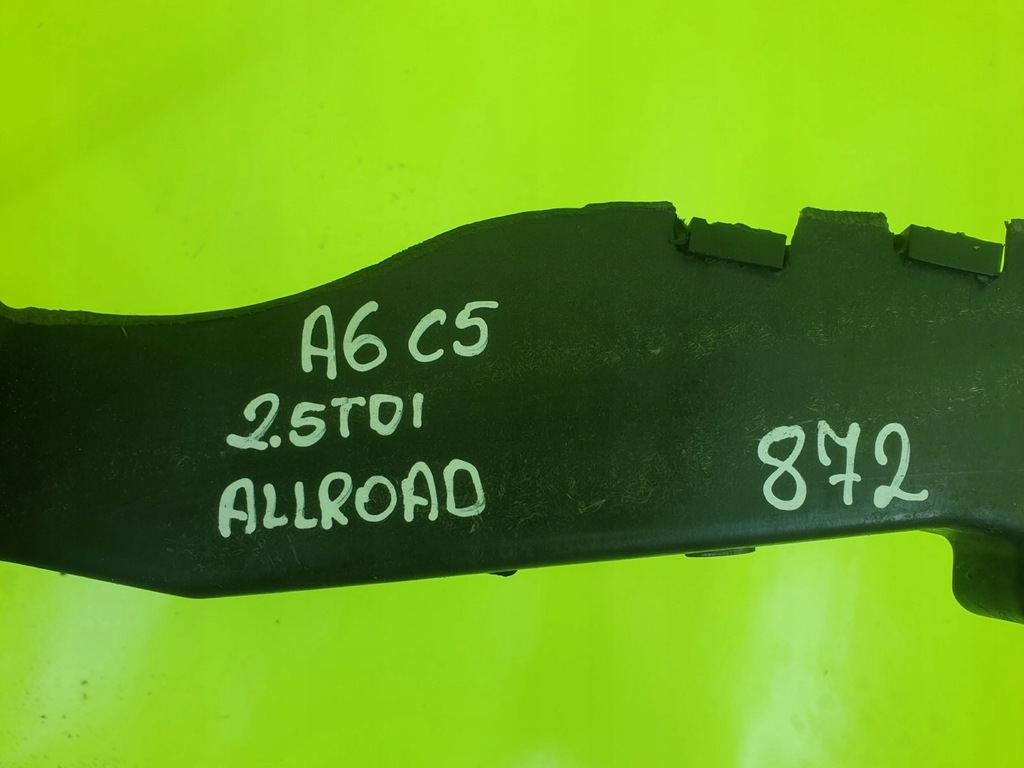 A6 C5
2.5TDI
ALLROAD
872